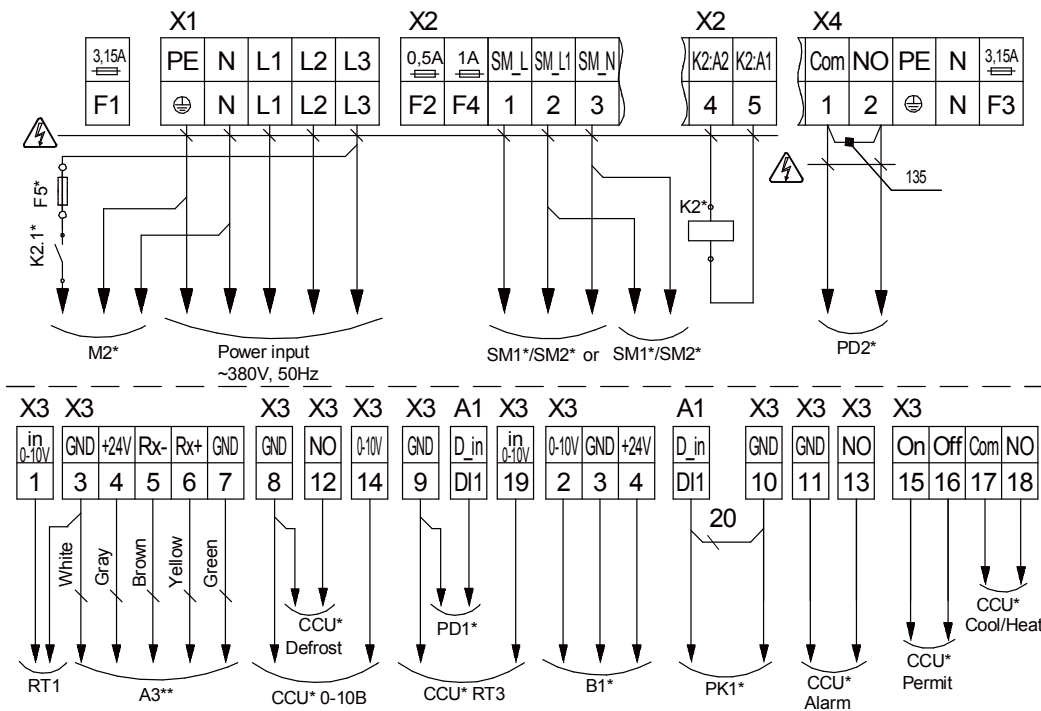 X1 X2 X2 X4
3,15A PE N L1 L2 L3 0,5A 1A SM_L SM_L1 SM_N K2:A2 K2:A1 Com NO PE N 3,15A
F1 N L1 L2 L3 F2 F4 1 2 3 4 5 1 2 N F3
135
F5*
K2.1*
K2*
M2*
Power input
~380V, 50Hz
SM1*/SM2* or SM1*/SM2*
PD2*
X3 X3 X3 X3 X3 X3 A1 X3 X3 A1 X3 X3 X3 X3
in
0-10V
GND +24V Rx- Rx+ GND GND NO 0-10V GND D_in
in
0-10V
0-10V GND +24V D_in GND GND NO On Off Com NO
1 3 4 5 6 7 8 12 14 9 DI1 19 2 3 4 DI1 10 11 13 15 16 17 18
20
White
Gray
Brown
Yellow
Green
CCU*
Defrost
PD1*
CCU*
Cool/Heat
RT1
A3**
CCU* 0-10B
CCU* RT3
B1*
PK1*
CCU*
Alarm
CCU*
Permit